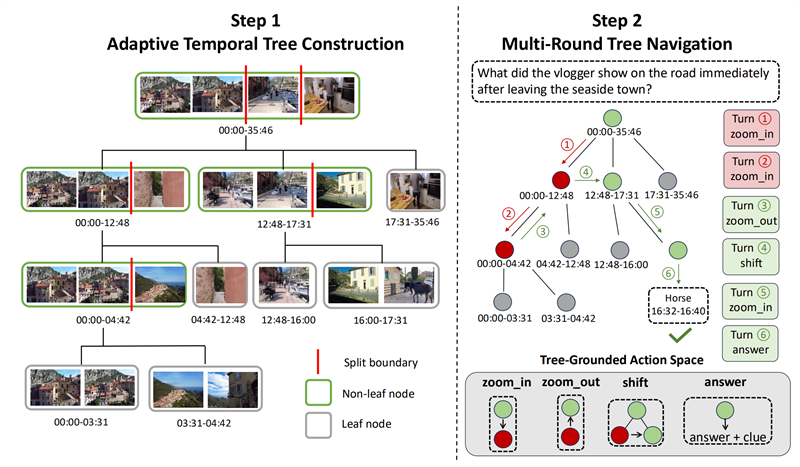 Step 1
Adaptive Temporal Tree Construction
00:00-35:46
00:00-12:48
12:48-17:31
17:31-35:46
00:00-04:42
04:42-12:48
12:48-16:00
16:00-17:31
00:00-03:31
03:31-04:42
Split boundary
Non-leaf node
Leaf node
Step 2
Multi-Round Tree Navigation
What did the vlogger show on the road immediately
after leaving the seaside town?
00:00-35:46
1
00:00-12:48
4
12:48-17:31
17:31-35:46
2
3
5
00:00-04:42
04:42-12:48
12:48-16:00
6
00:00-03:31
03:31-04:42
Horse
16:32-16:40
Turn 1
zoom_in
Turn 2
zoom_in
Turn 3
zoom_out
Turn 4
shift
Turn 5
zoom_in
Turn 6
answer
Tree-Grounded Action Space
zoom_in
zoom_out
shift
answer
answer + clue